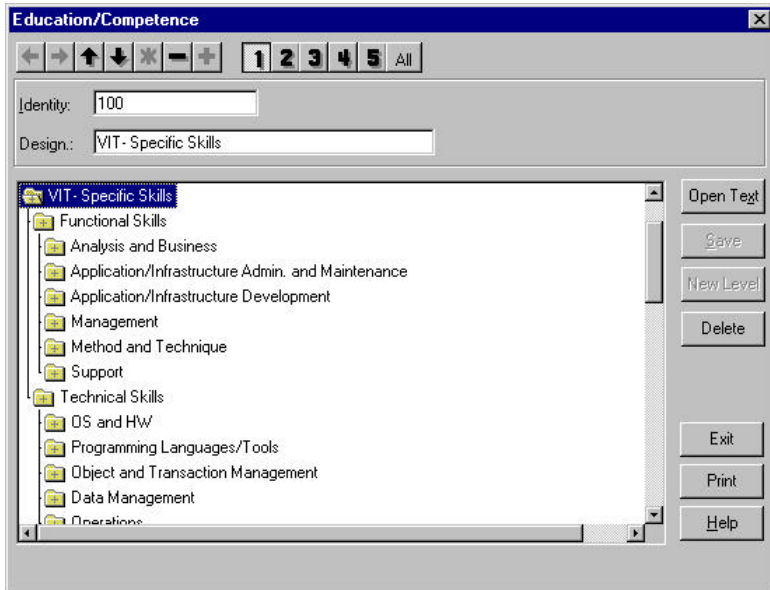 Education/Competence
1 2 3 4 5 All
Identity: 100
Design.: VIT- Specific Skills
VIT- Specific Skills
Functional Skills
Analysis and Business
Application/Infrastructure Admin. and Maintenance
Application/Infrastructure Development
Management
Method and Technique
Support
Technical Skills
OS and HW
Programming Languages/Tools
Object and Transaction Management
Data Management
Operations
Open Text
Save
New Level
Delete
Exit
Print
Help